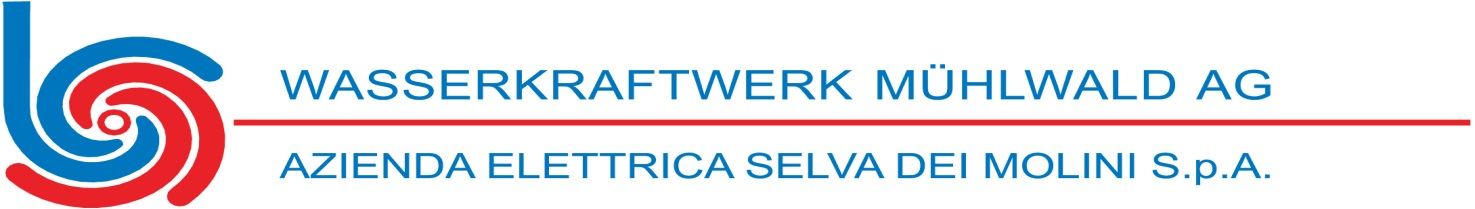 WASSERKRAFTWERK MÜHLWALD AG
AZIENDA ELETTRICA SELVA DEI MOLINI S.p.A.